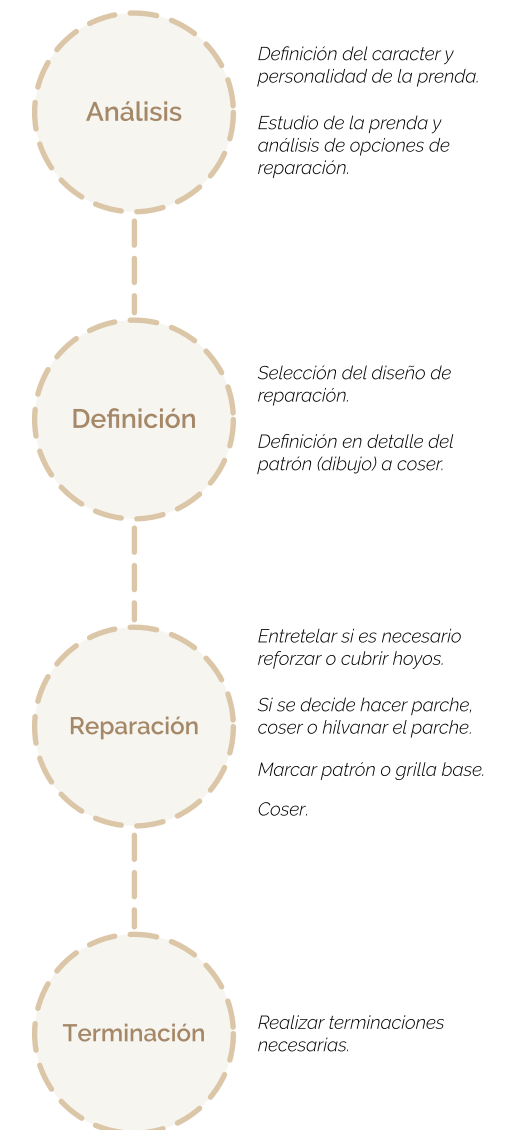 Análisis
Definición del caracter y
personalidad de la prenda.
Estudio de la prenda y
análisis de opciones de
reparación.
Definición
Selección del diseño de
reparación.
Definición en detalle del
patrón (dibujo) a coser.
Reparación
Entretelar si es necesario
reforzar o cubrir hoyos.
Si se decide hacer parche,
coser o hilvanar el parche.
Marcar patrón o grilla base.
Coser.
Terminación
Realizar terminaciones
necesarias.